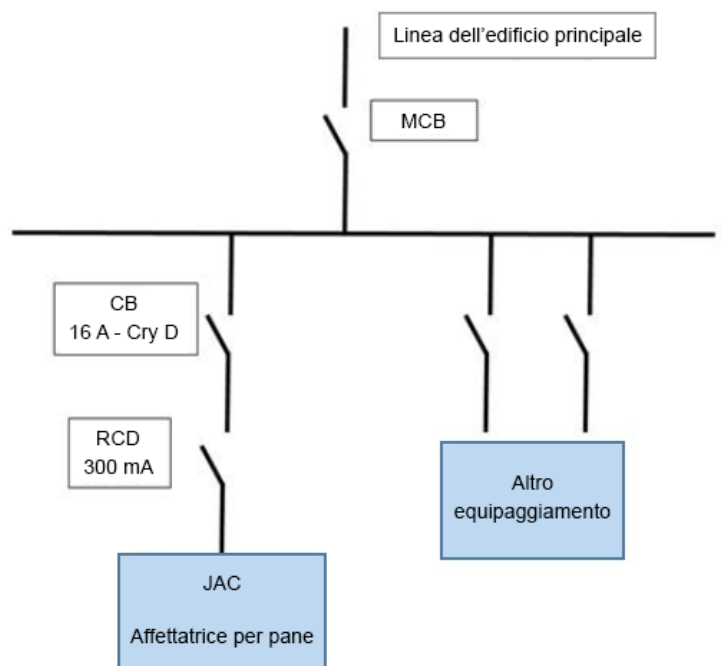 Linea dell'edificio principale
MCB
CB
16 A - Cry D
RCD
300 mA
Altro
equipaggiamento
JAC
Affettatrice per pane